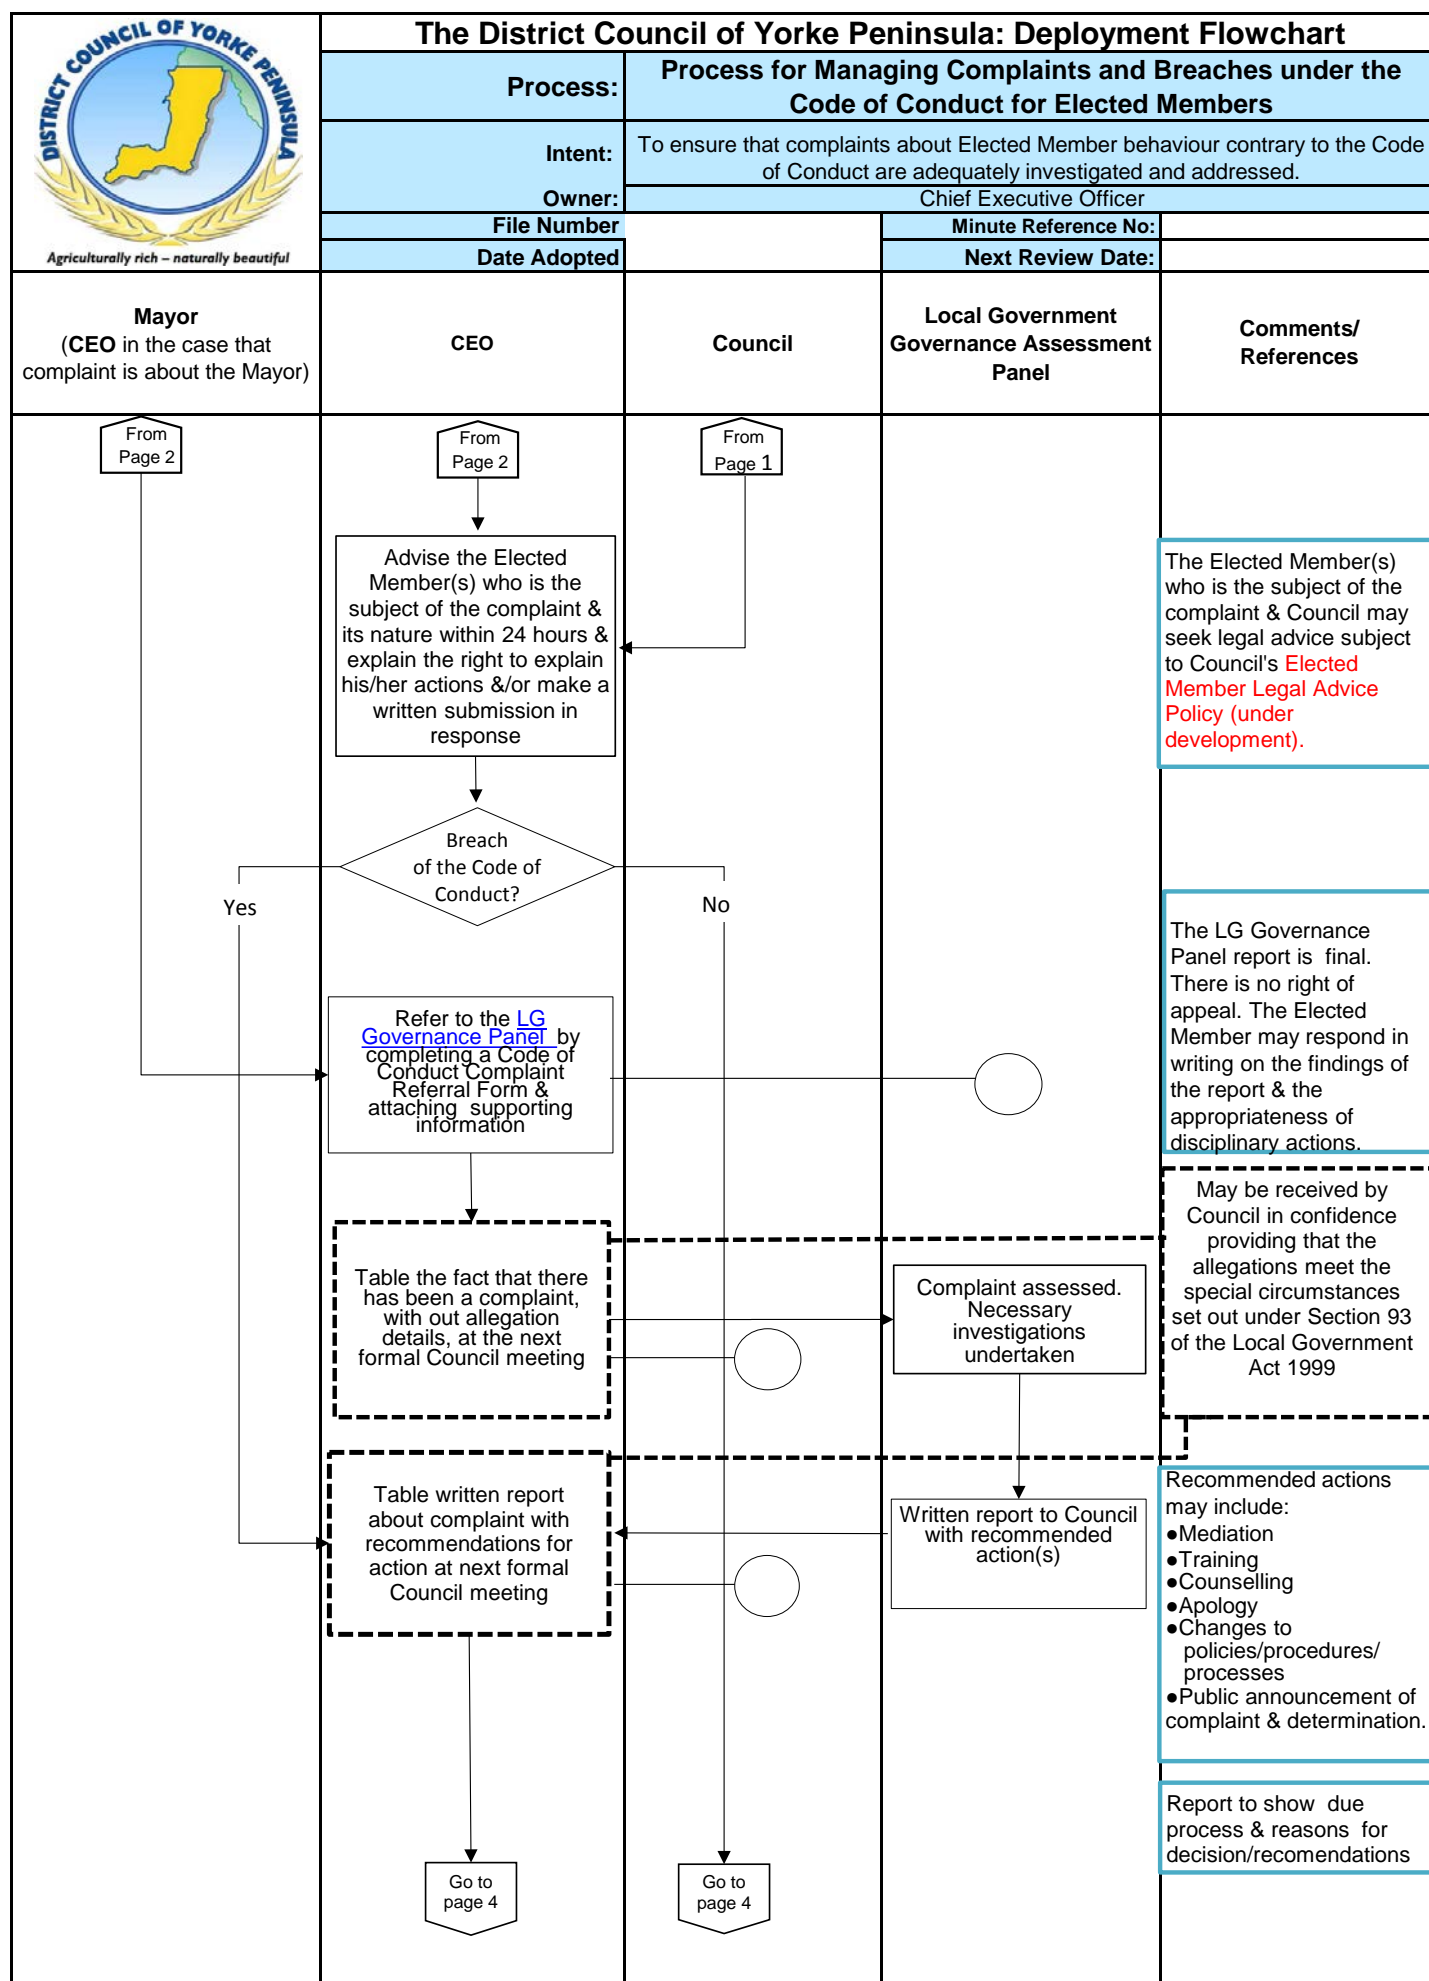 DISTRICT COUNCIL OF YORKE PENINSULA
Agriculturally rich – naturally beautiful
The District Council of Yorke Peninsula: Deployment Flowchart
Process:
Process for Managing Complaints and Breaches under the
Code of Conduct for Elected Members
Intent:
To ensure that complaints about Elected Member behaviour contrary to the Code
of Conduct are adequately investigated and addressed.
Owner:
Chief Executive Officer
File Number
Minute Reference No:
Date Adopted
Next Review Date:
Mayor
(CEO in the case that
complaint is about the Mayor)
CEO
Council
Local Government
Governance Assessment
Panel
Comments/
References
From
Page 2
From
Page 2
From
Page 1
Advise the Elected
Member(s) who is the
subject of the complaint &
its nature within 24 hours &
explain the right to explain
his/her actions &/or make a
written submission in
response
The Elected Member(s)
who is the subject of the
complaint & Council may
seek legal advice subject
to Council's Elected
Member Legal Advice
Policy (under
development).
Breach
of the Code of
Conduct?
Yes
No
The LG Governance
Panel report is  final.
There is no right of
appeal. The Elected
Member may respond in
writing on the findings of
the report & the
appropriateness of
disciplinary actions.
Refer to the LG
Governance Panel by
completing a Code of
Conduct Complaint
Referral Form &
attaching  supporting
information
May be received by
Council in confidence
providing that the
allegations meet the
special circumstances
set out under Section 93
of the Local Government
Act 1999
Table the fact that there
has been a complaint,
with out allegation
details, at the next
formal Council meeting
Complaint assessed.
Necessary
investigations
undertaken
Table written report
about complaint with
recommendations for
action at next formal
Council meeting
Written report to Council
with recommended
action(s)
Recommended actions
may include:
●Mediation
●Training
●Counselling
●Apology
●Changes to
policies/procedures/
processes
●Public announcement of
complaint & determination.
Report to show  due
process & reasons  for
decision/recomendations
Go to
page 4
Go to
page 4